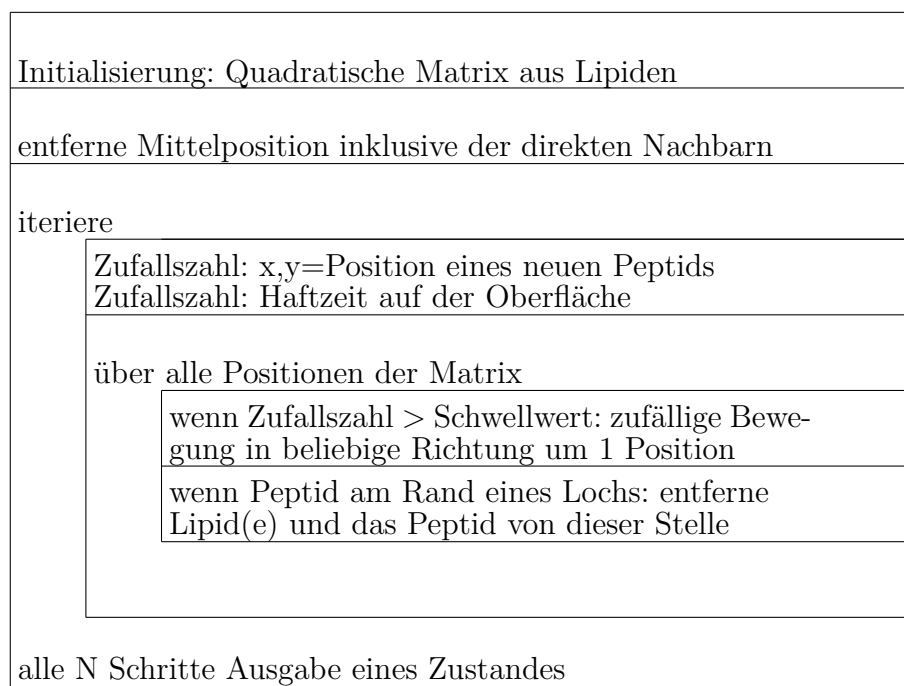 Initialisierung: Quadratische Matrix aus Lipiden
entferne Mittelposition inklusive der direkten Nachbarn
iteriere
Zufallszahl: x,y=Position eines neuen Peptids
Zufallszahl: Haftzeit auf der Oberfläche
über alle Positionen der Matrix
wenn Zufallszahl > Schwellwert: zufällige Bewe-
gung in beliebige Richtung um 1 Position
wenn Peptid am Rand eines Lochs: entferne
Lipid(e) und das Peptid von dieser Stelle
alle N Schritte Ausgabe eines Zustandes